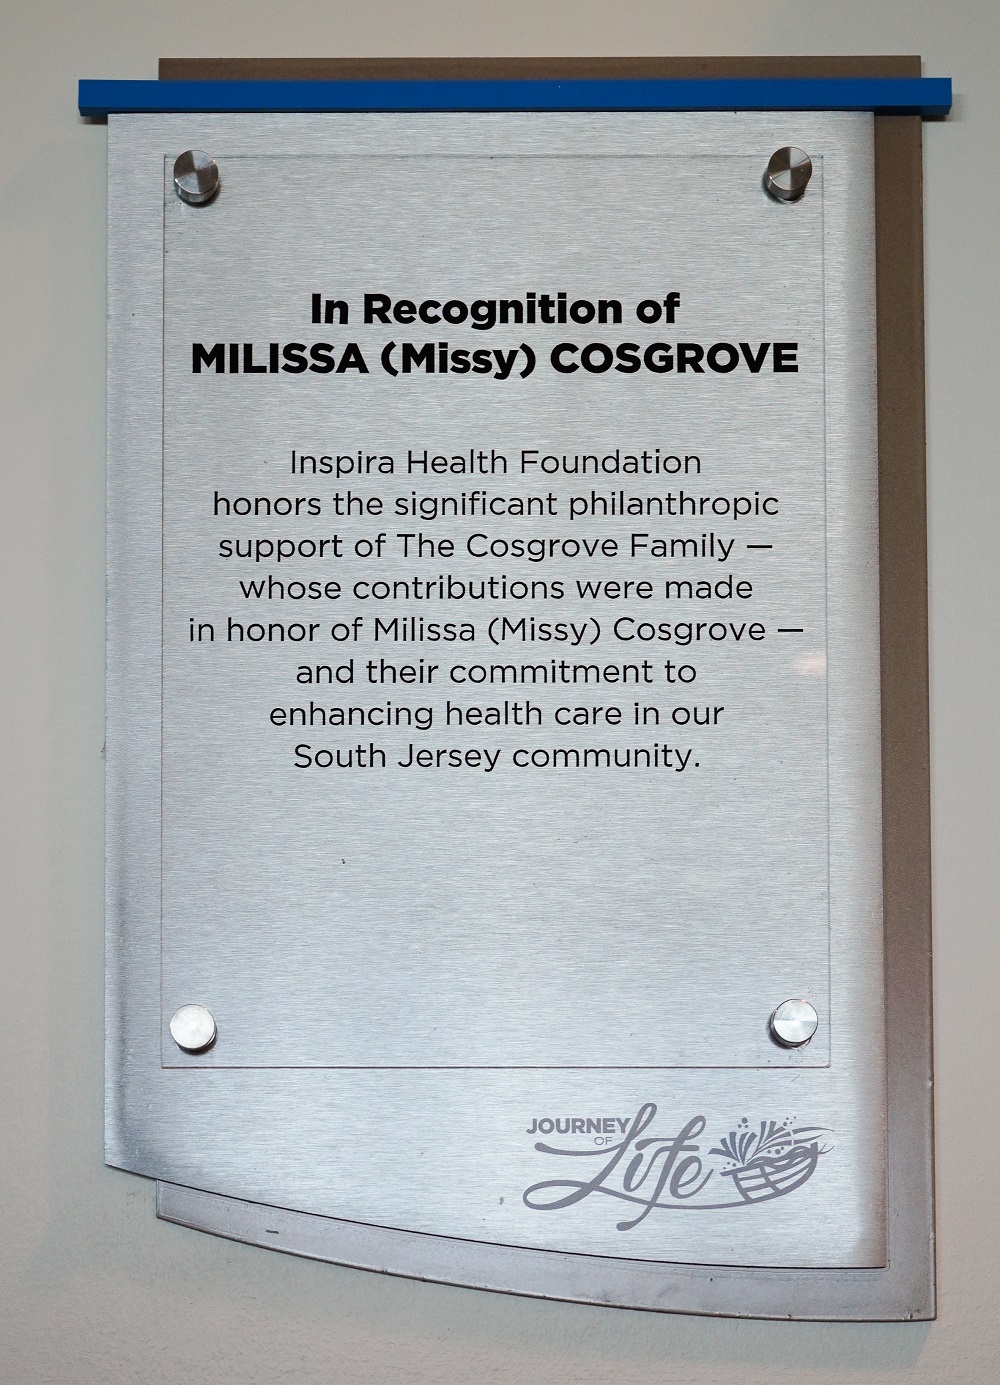 In Recognition of
MILISSA (Missy) COSGROVE
Inspira Health Foundation
honors the significant philanthropic
support of The Cosgrove Family —
whose contributions were made
in honor of Milissa (Missy) Cosgrove —
and their commitment to
enhancing health care in our
South Jersey community.
JOURNEY
OF
Life